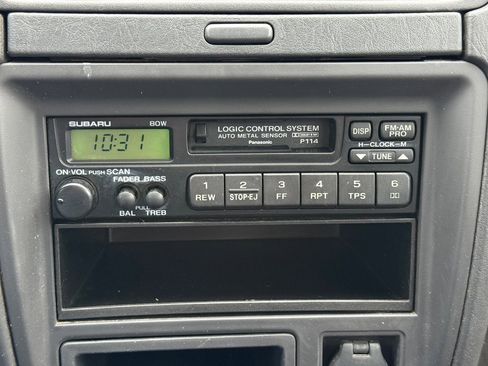 SUBARU 80W
10:31
LOGIC CONTROL SYSTEM
AUTO METAL SENSOR
Panasonic P114
DISP FM-AM PRO
H-CLOCK-M
TUNE
ON·VOL PUSH SCAN
FADER BASS
PULL
BAL TREB
1 2 3 4 5 6
REW STOP·EJ FF RPT TPS